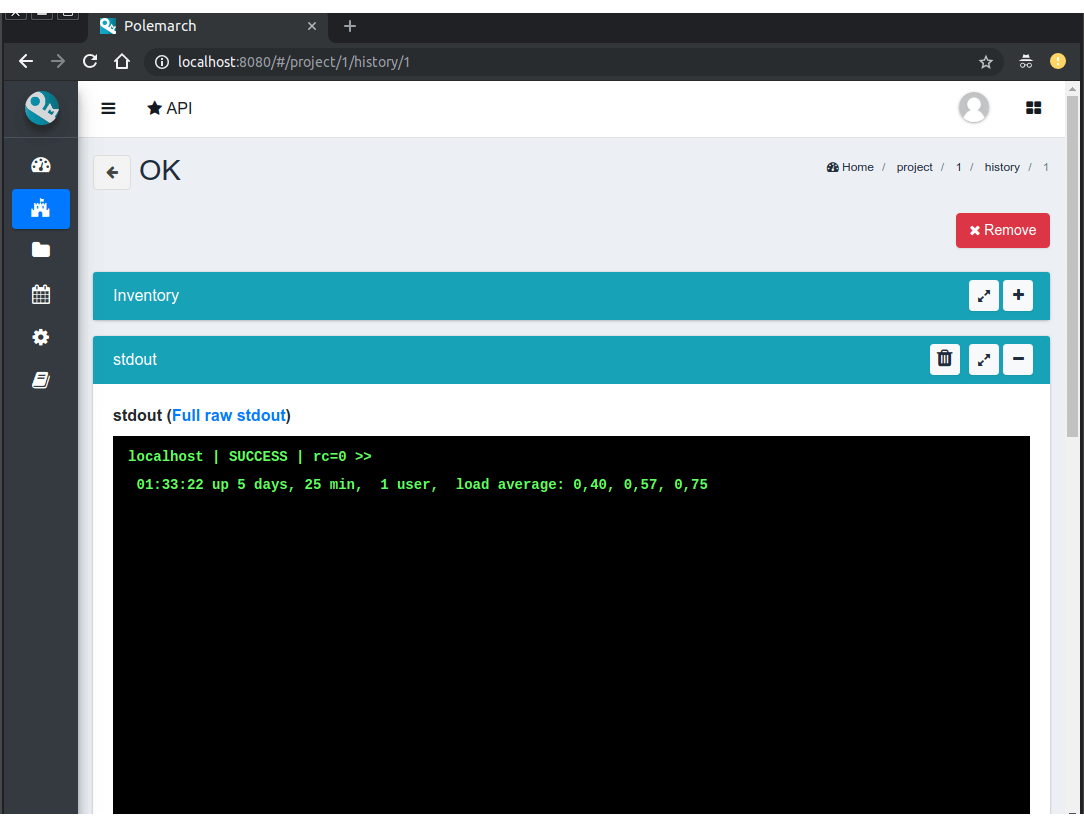 Polemarch
localhost:8080/#/project/1/history/1
API
OK
Home / project / 1 / history / 1
Remove
Inventory
stdout
stdout (Full raw stdout)
localhost | SUCCESS | rc=0 >>
01:33:22 up 5 days, 25 min,  1 user,  load average: 0,40, 0,57, 0,75